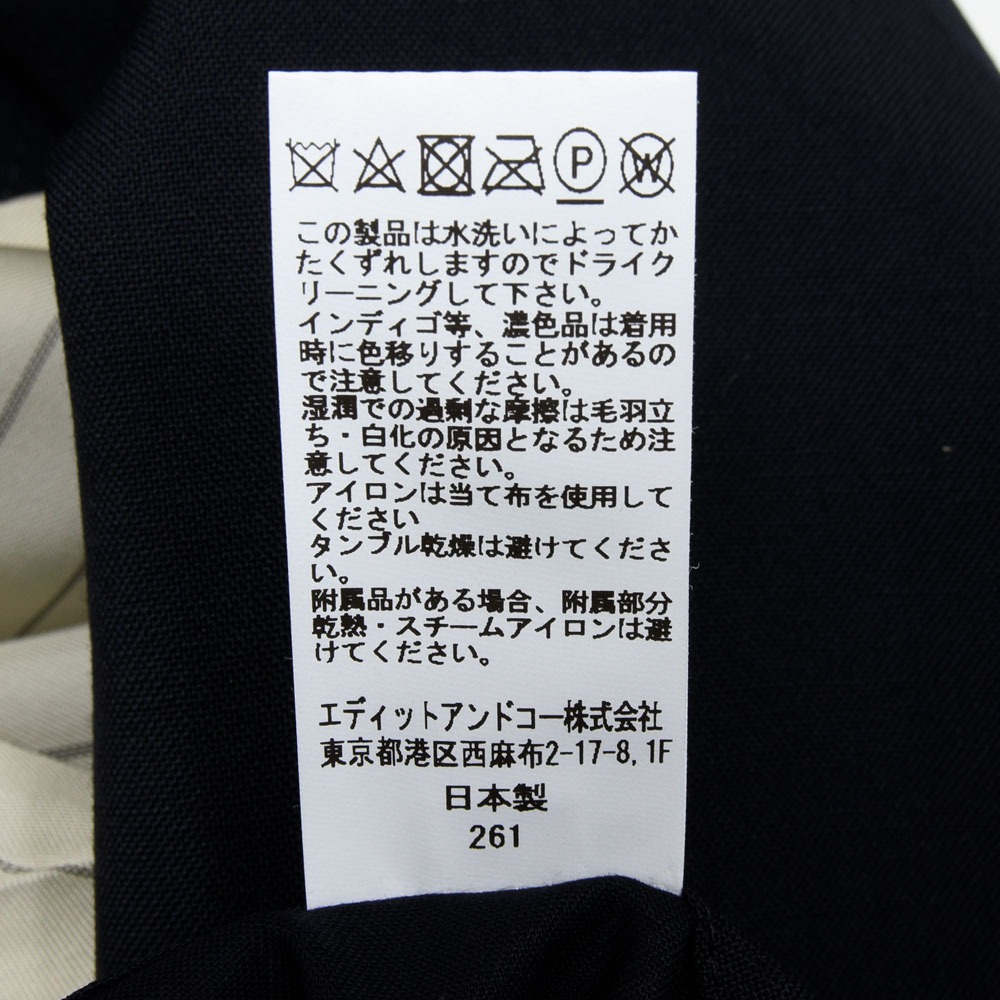 P W
この製品は水洗いによってか
たくずれしますのでドライク
リーニングして下さい。
インディゴ等、濃色品は着用
時に色移りすることがあるの
で注意してください。
湿潤での過剰な摩擦は毛羽立
ち・白化の原因となるため注
意してください。
アイロンは当て布を使用して
ください
タンブル乾燥は避けてくださ
い。
附属品がある場合、附属部分
乾熱・スチームアイロンは避
けてください。
エディットアンドコー株式会社
東京都港区西麻布2-17-8,1F
日本製
261